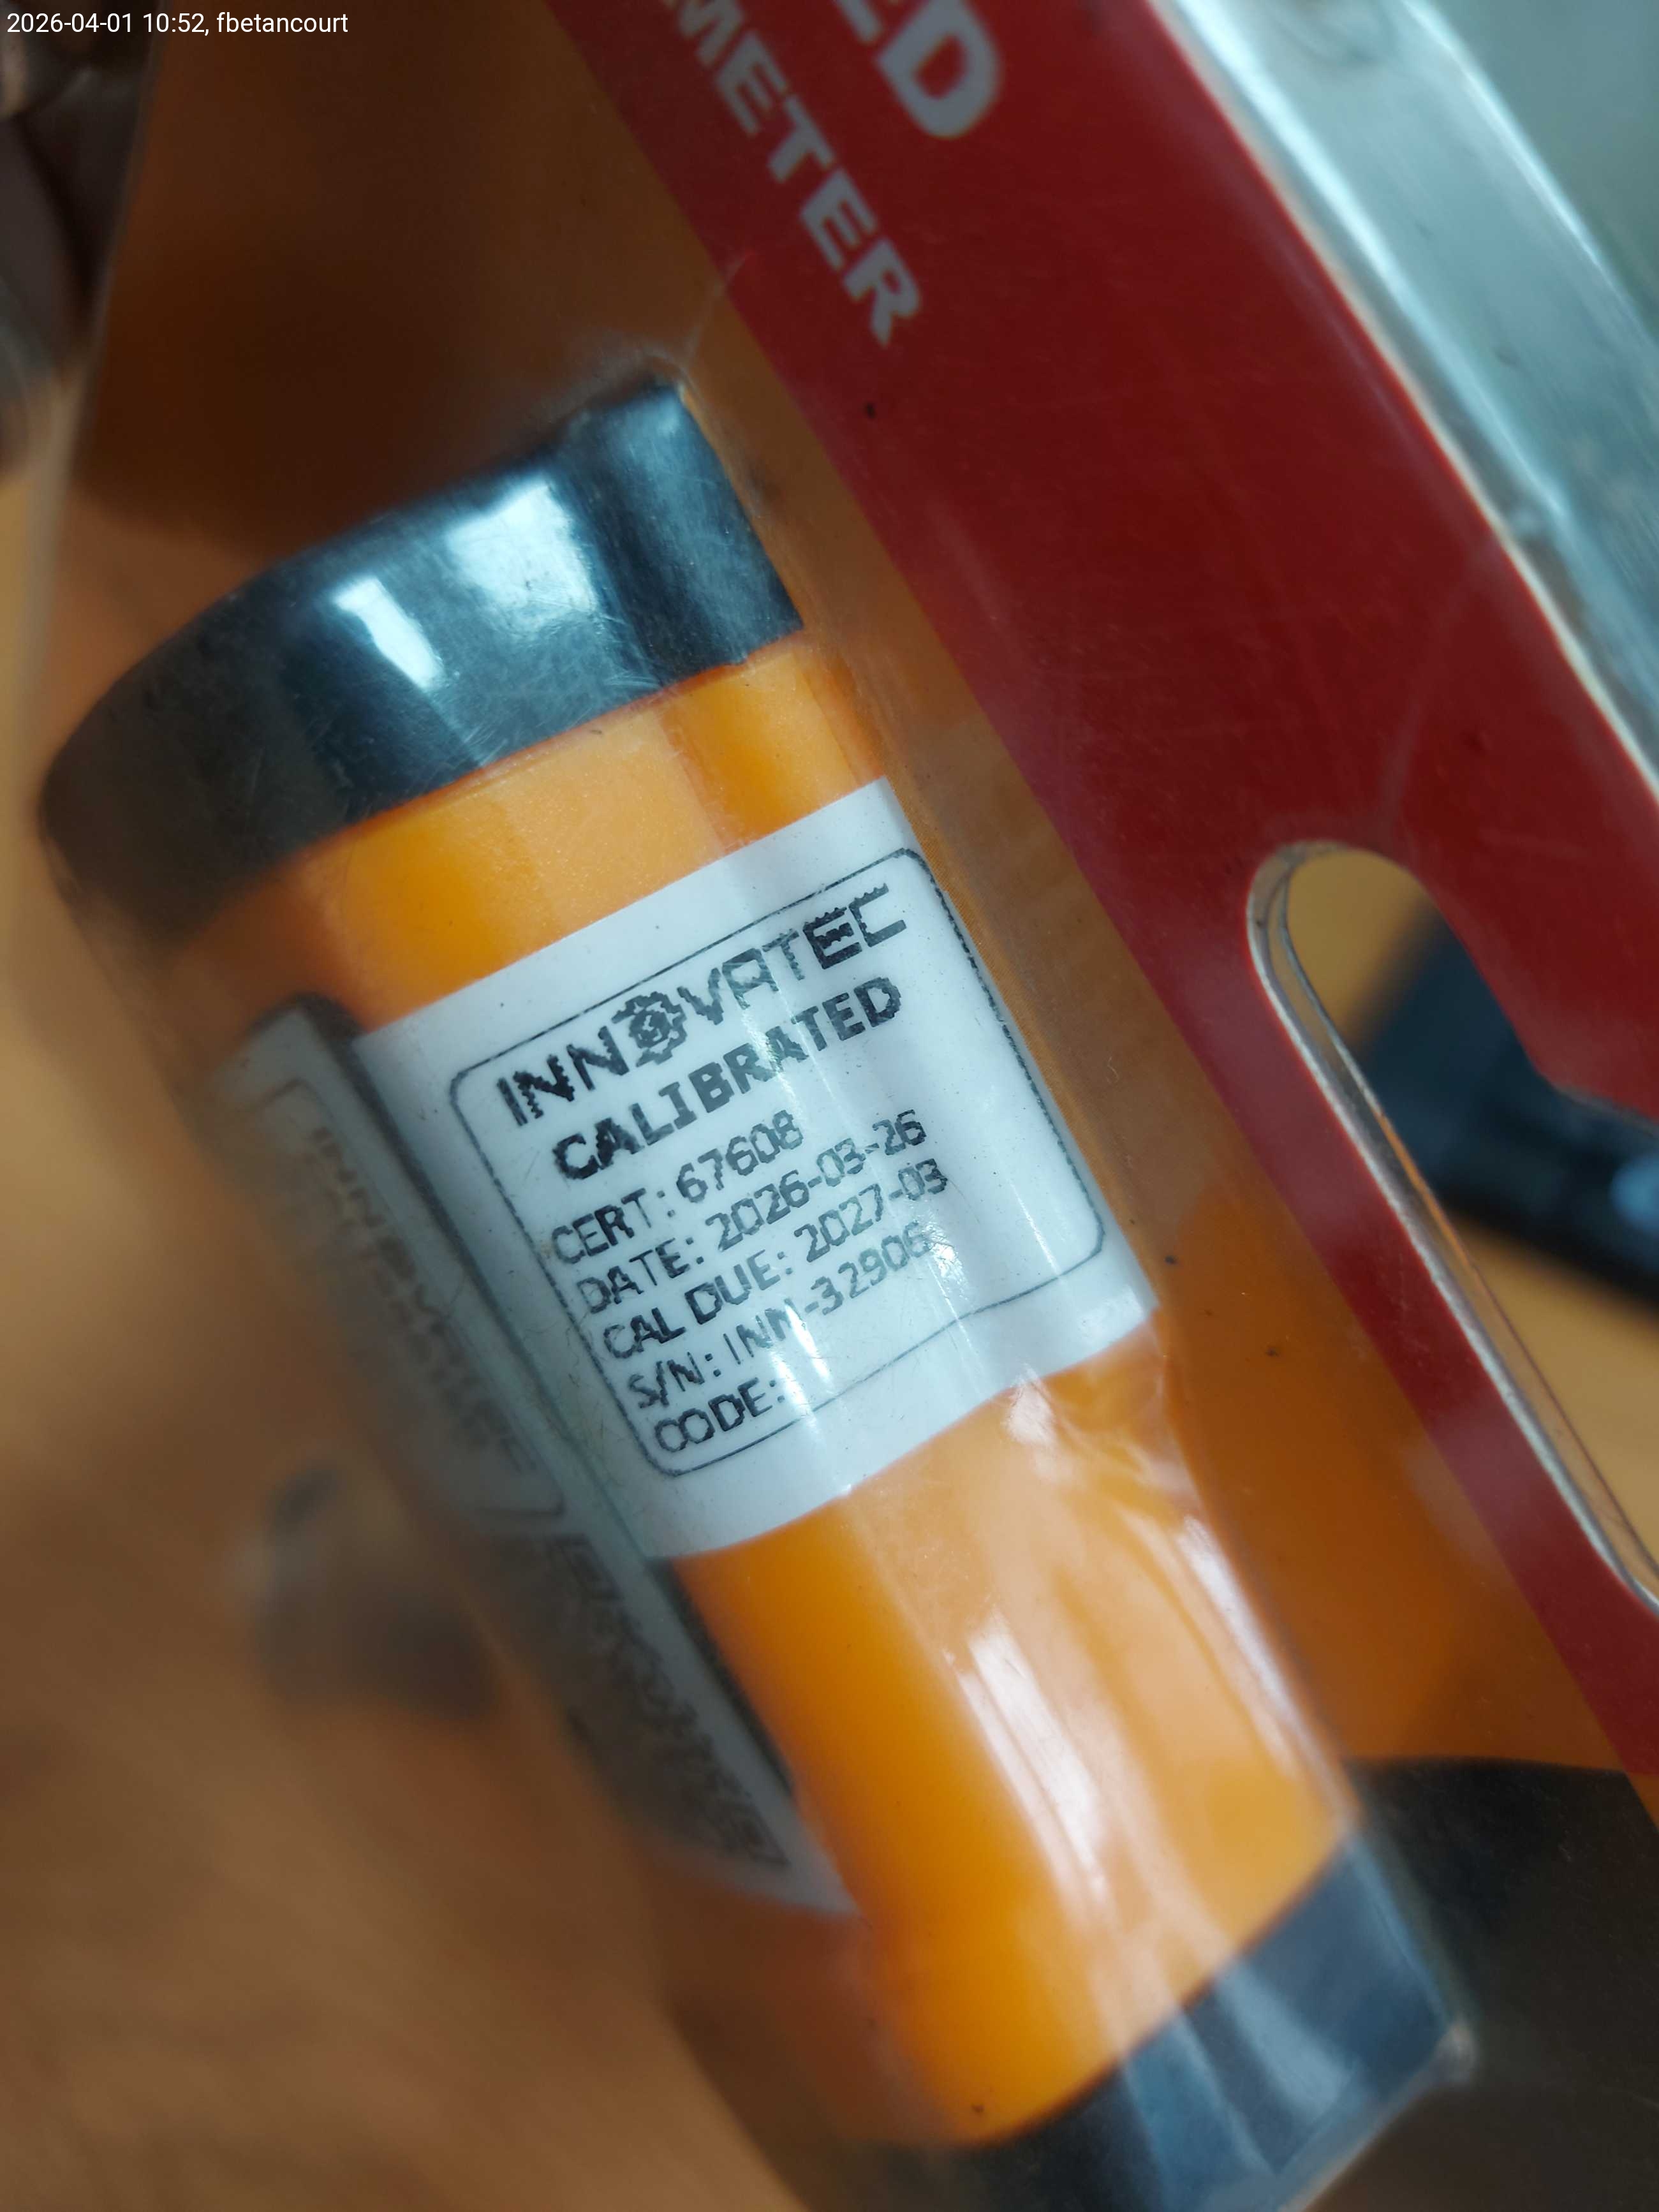 2026-04-01 10:52, fbetancourt
ED
METER
INNOVATEC
CALIBRATED
CERT: 67608
DATE: 2026-03-26
CAL DUE: 2027-03
S/N: INN-32906
CODE: